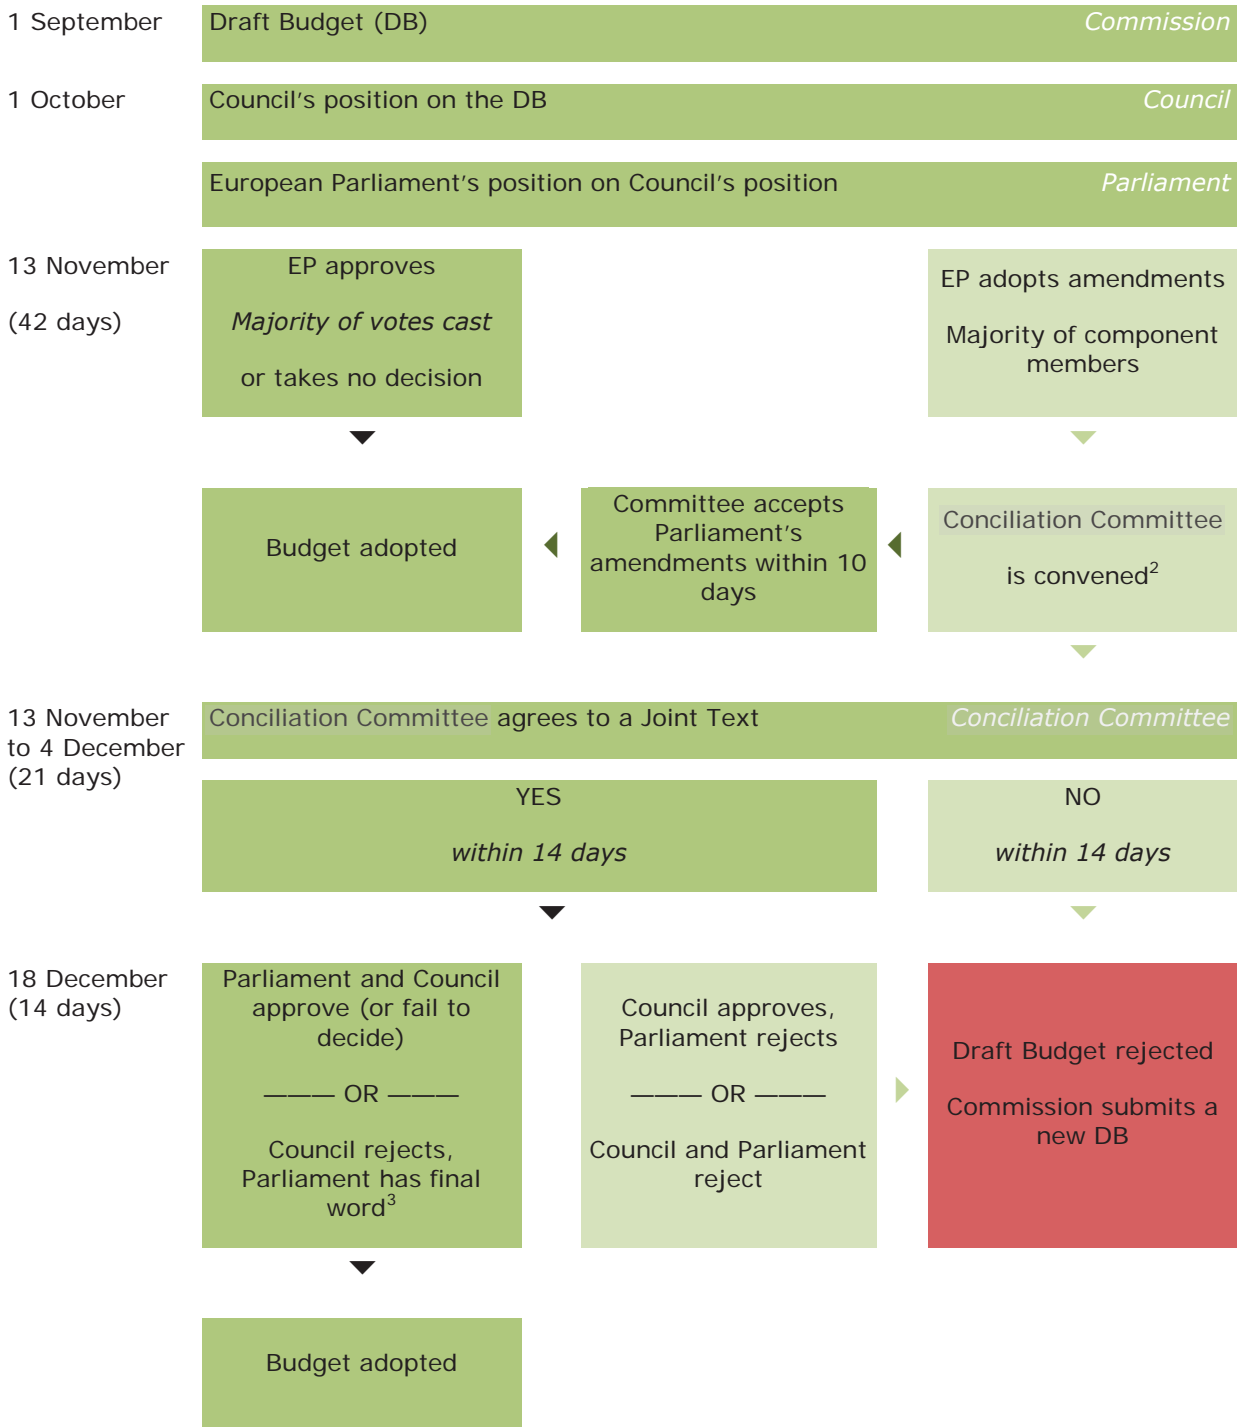 1 September
Draft Budget (DB)
Commission
1 October
Council's position on the DB
Council
European Parliament's position on Council's position
Parliament
13 November
(42 days)
EP approves
Majority of votes cast
or takes no decision
EP adopts amendments
Majority of component
members
Budget adopted
Committee accepts
Parliament's
amendments within 10
days
Conciliation Committee
is convened2
13 November
to 4 December
(21 days)
Conciliation Committee agrees to a Joint Text
Conciliation Committee
YES
within 14 days
NO
within 14 days
18 December
(14 days)
Parliament and Council
approve (or fail to
decide)
——— OR ———
Council rejects,
Parliament has final
word3
Council approves,
Parliament rejects
——— OR ———
Council and Parliament
reject
Draft Budget rejected
Commission submits a
new DB
Budget adopted